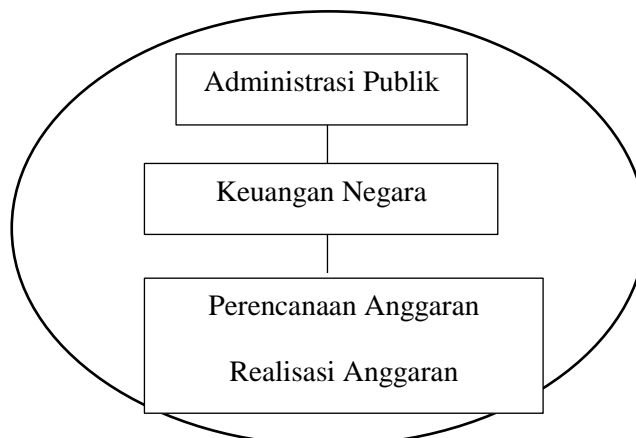 Administrasi Publik
Keuangan Negara
Perencanaan Anggaran
Realisasi Anggaran